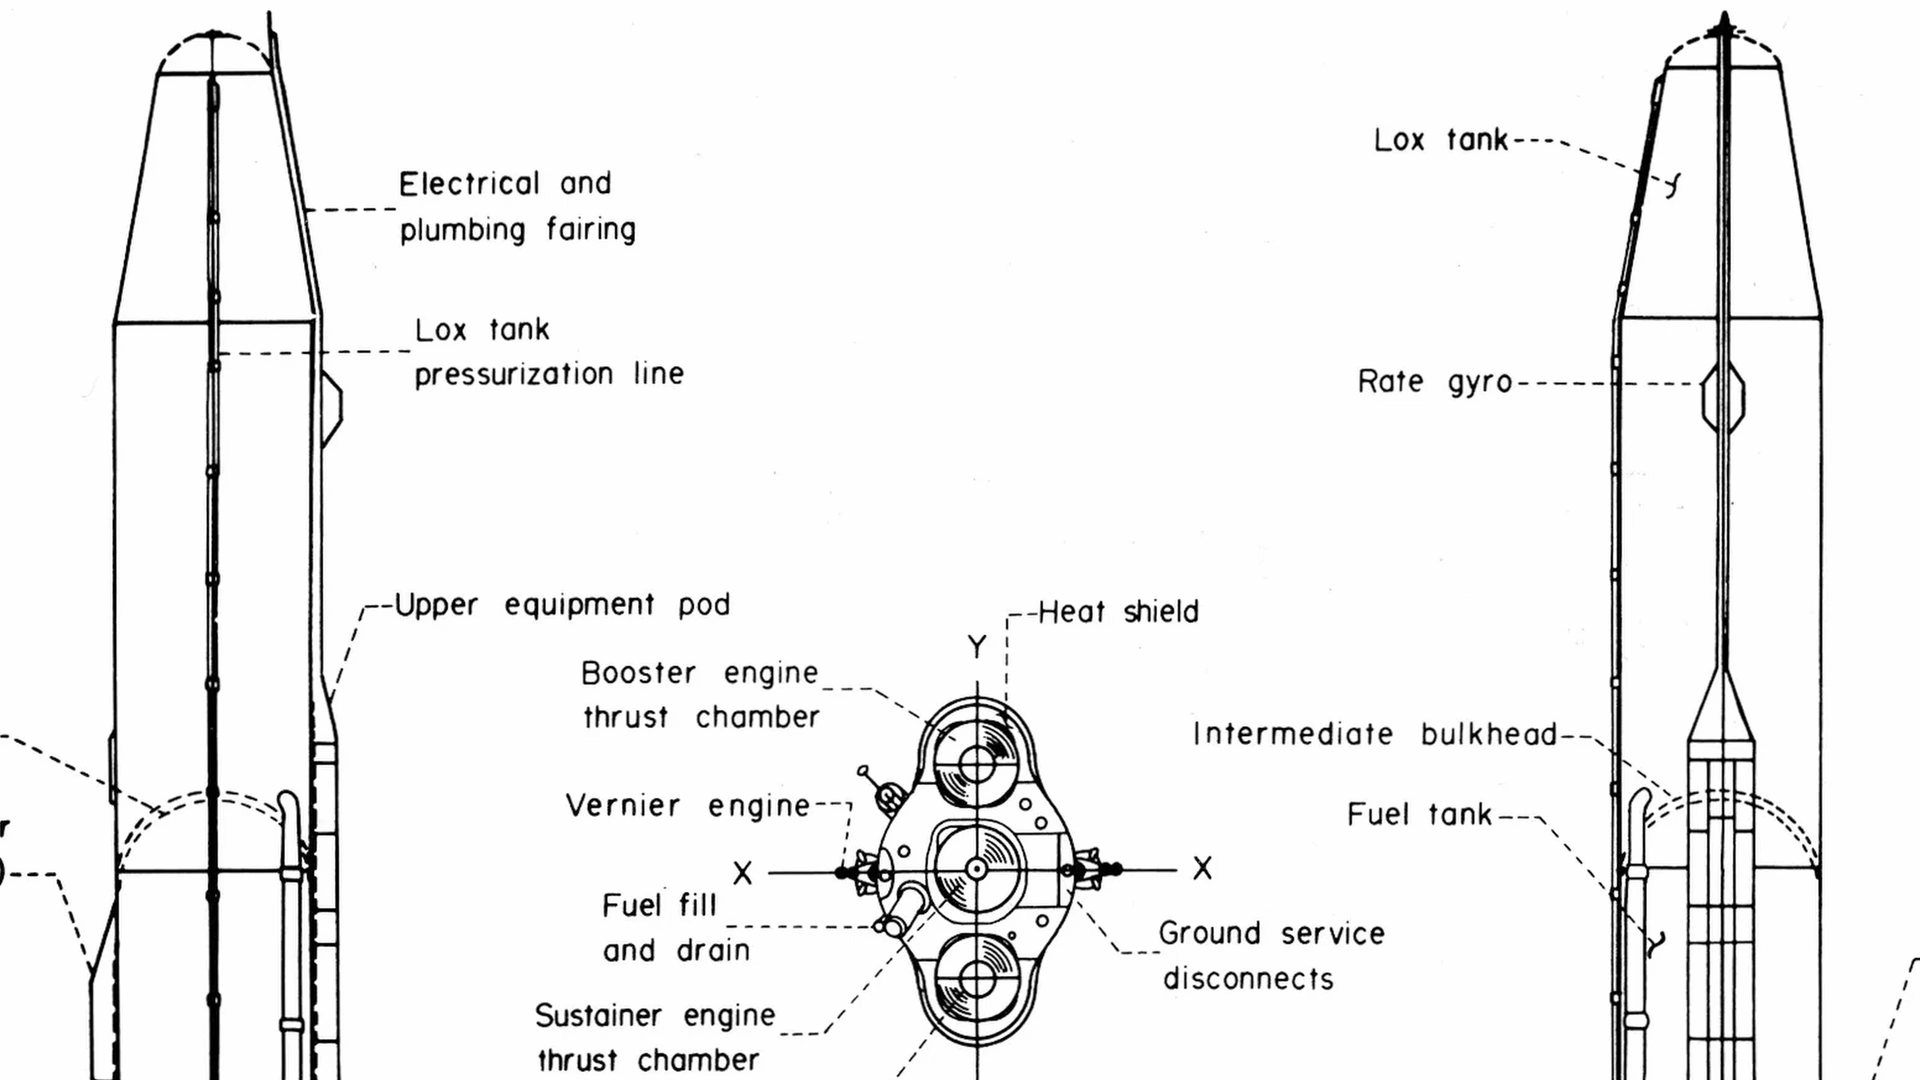 Electrical and
plumbing fairing
Lox tank
pressurization line
Upper equipment pod
Lox tank
Rate gyro
Heat shield
Y
Booster engine
thrust chamber
Intermediate bulkhead
Vernier engine
Fuel tank
r
)
X
X
Fuel fill
and drain
Ground service
disconnects
Sustainer engine
thrust chamber